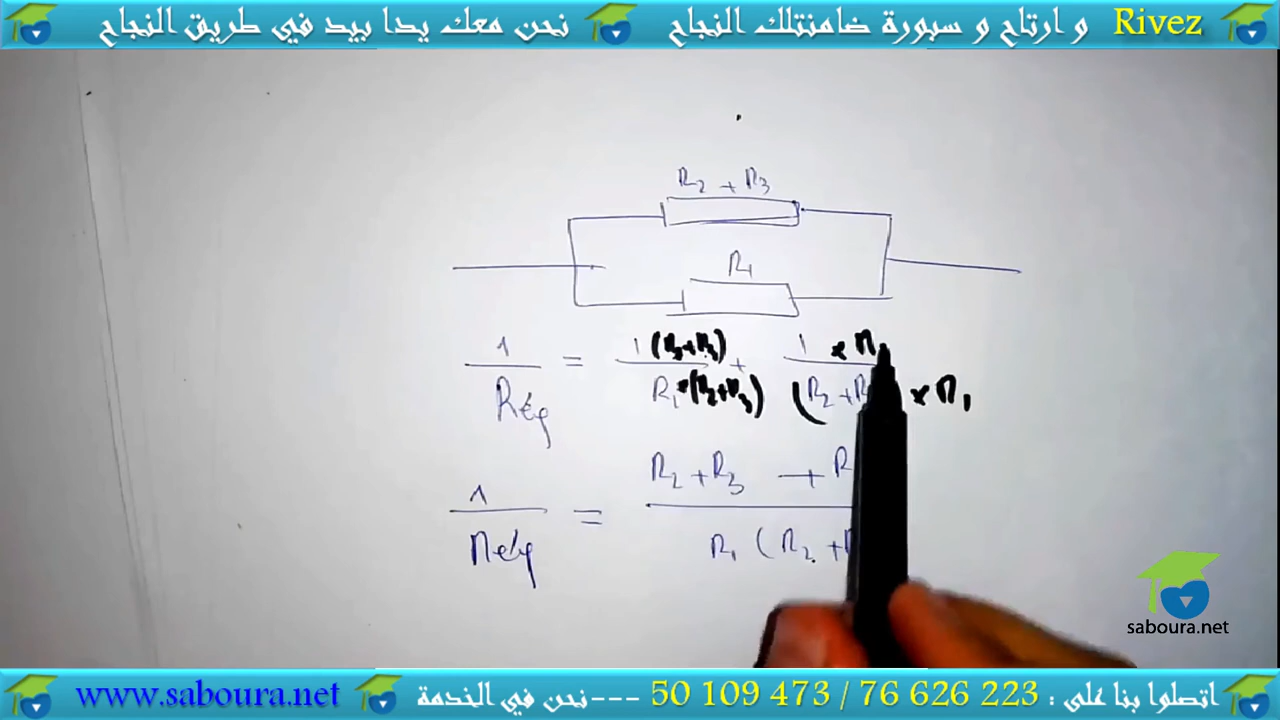 نحن معك يدا بيد في طريق النجاح و ارتاح و سبورة ضامنتلك النجاح Rivez
R2 + R3
R1
1 / Réq = 1 (R2+R3) / R1 × (R2+R3) + 1 × R / (R2 + R ) × R1
1 / Réq = R2 + R3 + R / R1 ( R2 +
saboura.net
www.saboura.net نحن في الخدمة --- 50 109 473 / 76 626 223 : اتصلوا بنا على